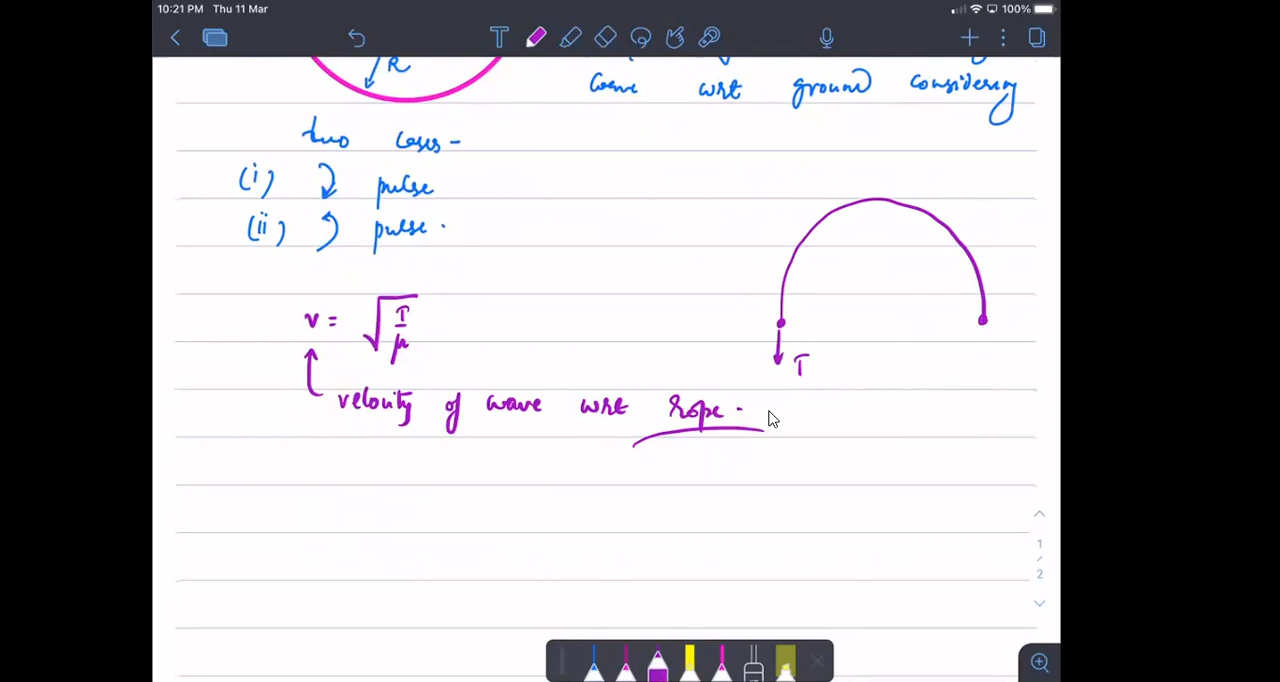 10:21 PM Thu 11 Mar
100%
R
wave wrt ground considering
two cases-
(i) pulse
(ii) pulse.
v = √T/μ
T
velocity of wave wrt rope.
1
/
2